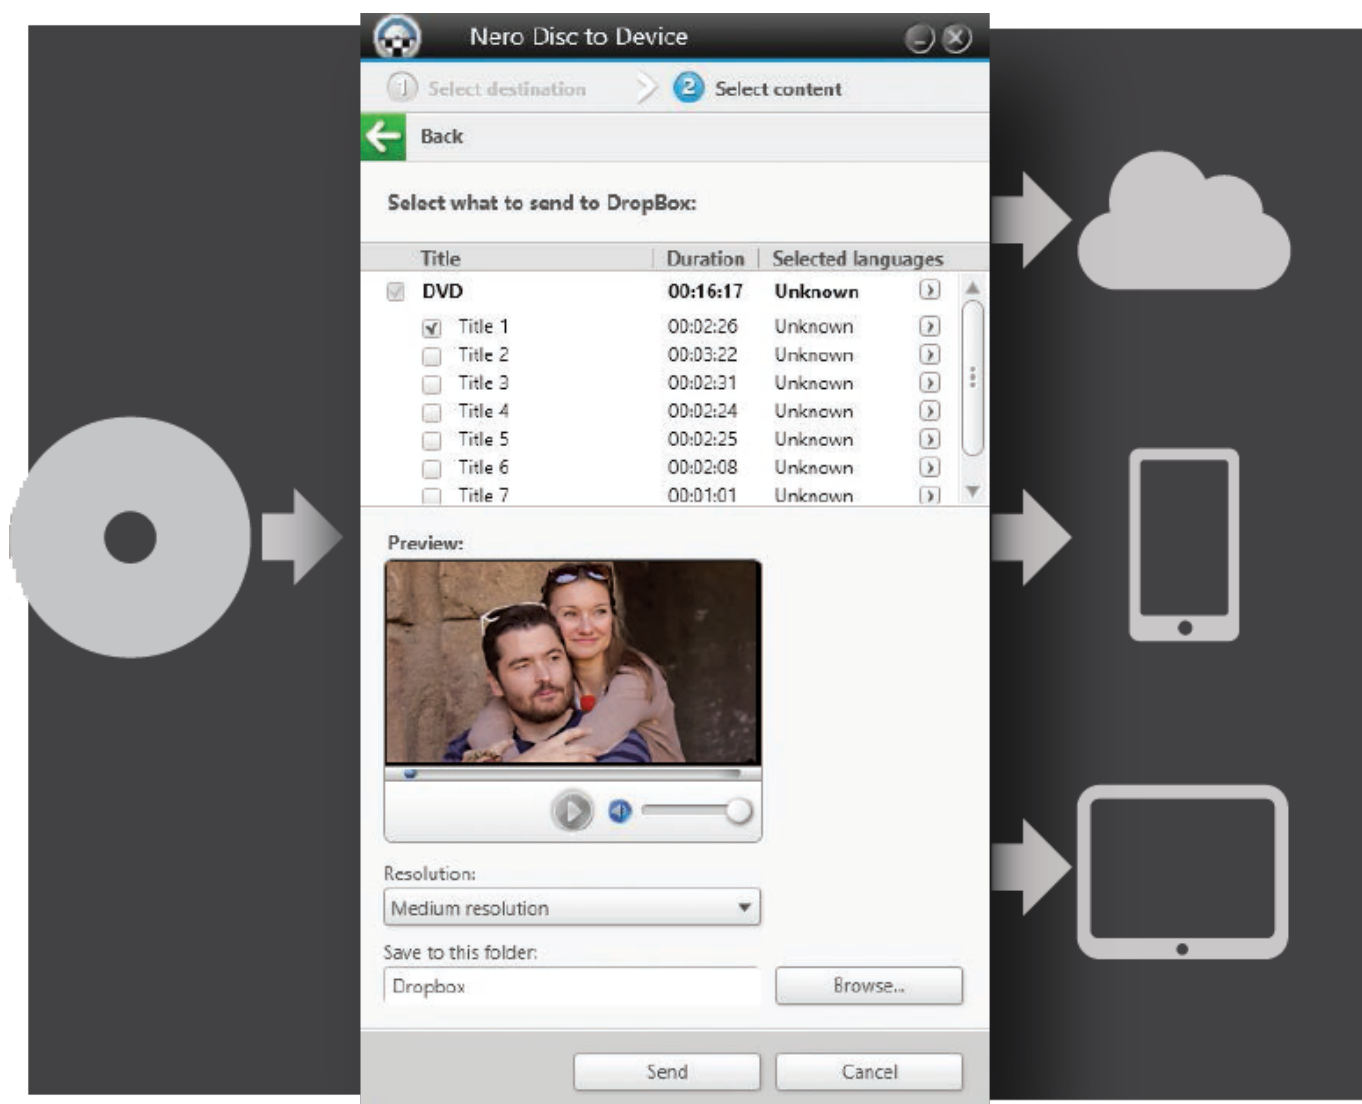 Nero Disc to Device
1 Select destination 2 Select content
Back
Select what to send to DropBox:
Title Duration Selected languages
DVD 00:16:17 Unknown
Title 1 00:02:26 Unknown
Title 2 00:03:22 Unknown
Title 3 00:02:31 Unknown
Title 4 00:02:24 Unknown
Title 5 00:02:25 Unknown
Title 6 00:02:08 Unknown
Title 7 00:01:01 Unknown
Preview:
Resolution:
Medium resolution
Save to this folder:
Dropbox Browse...
Send Cancel